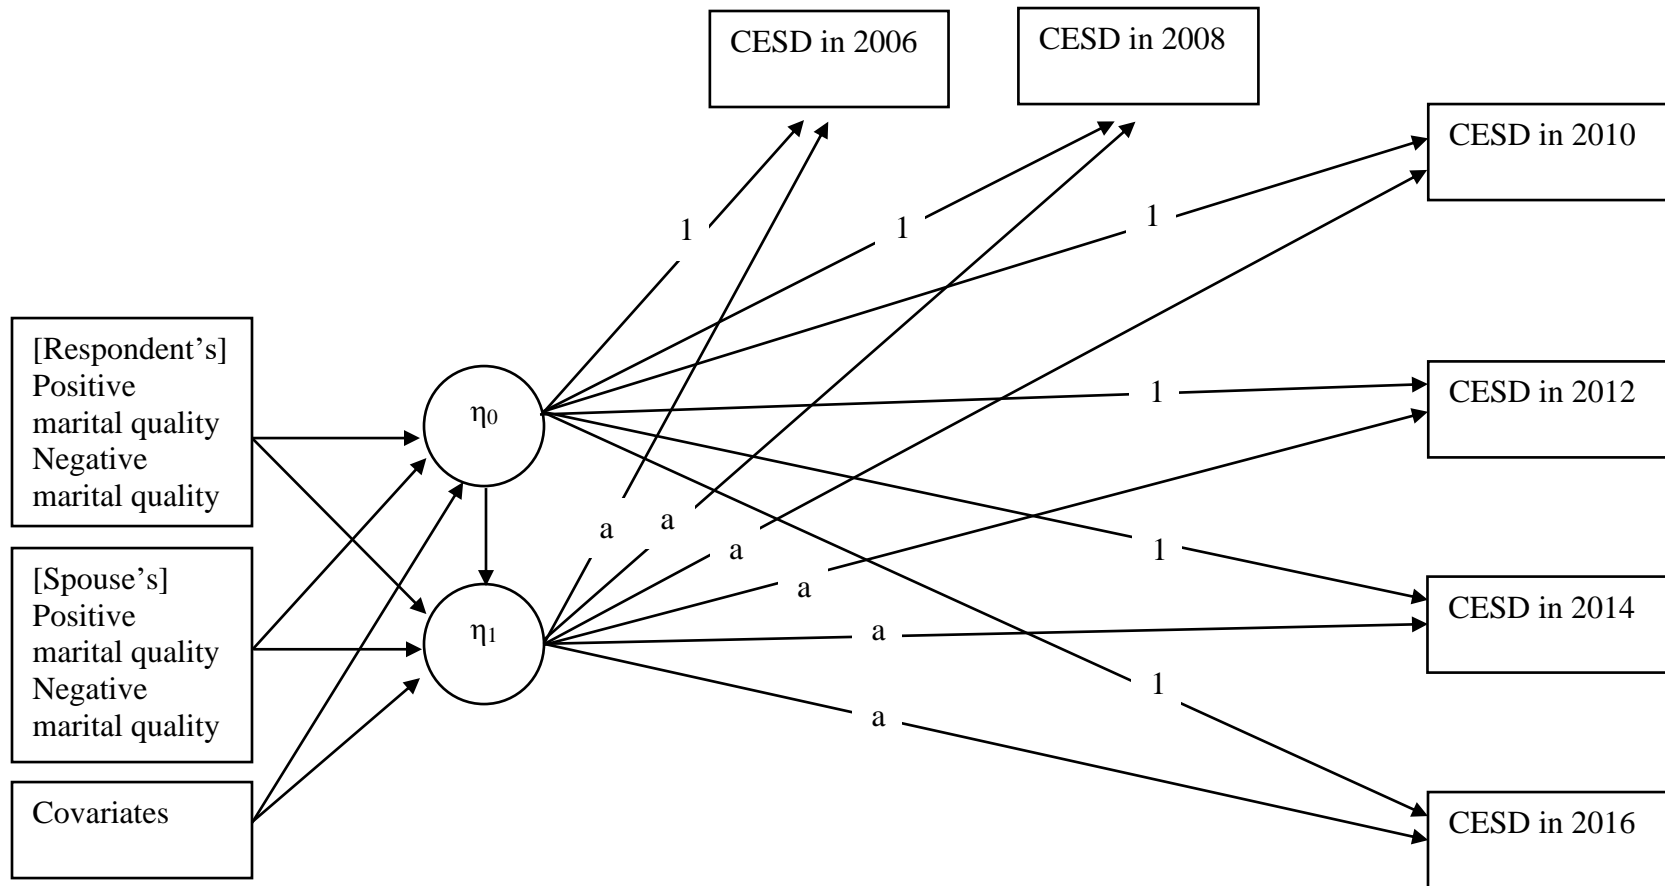 CESD in 2006
CESD in 2008
CESD in 2010
1
1
1
[Respondent’s]
Positive
marital quality
Negative
marital quality
η0
1
CESD in 2012
a
a
a
1
a
[Spouse’s]
Positive
marital quality
Negative
marital quality
η1
a
CESD in 2014
1
a
Covariates
CESD in 2016